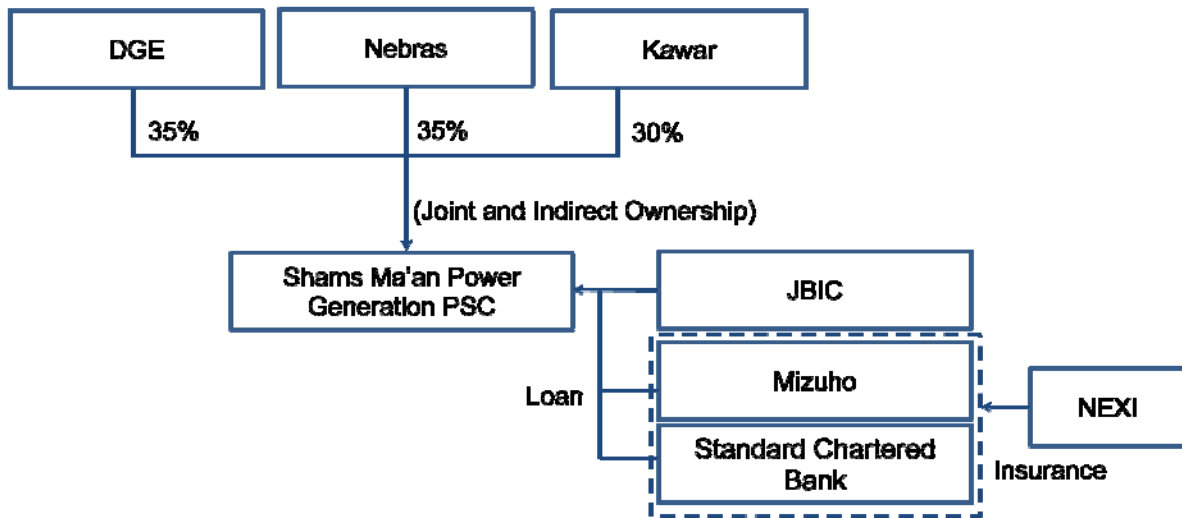 DGE
Nebras
Kawar
35%
35%
30%
(Joint and Indirect Ownership)
Shams Ma'an Power
Generation PSC
JBIC
Mizuho
Loan
NEXI
Standard Chartered
Bank
Insurance